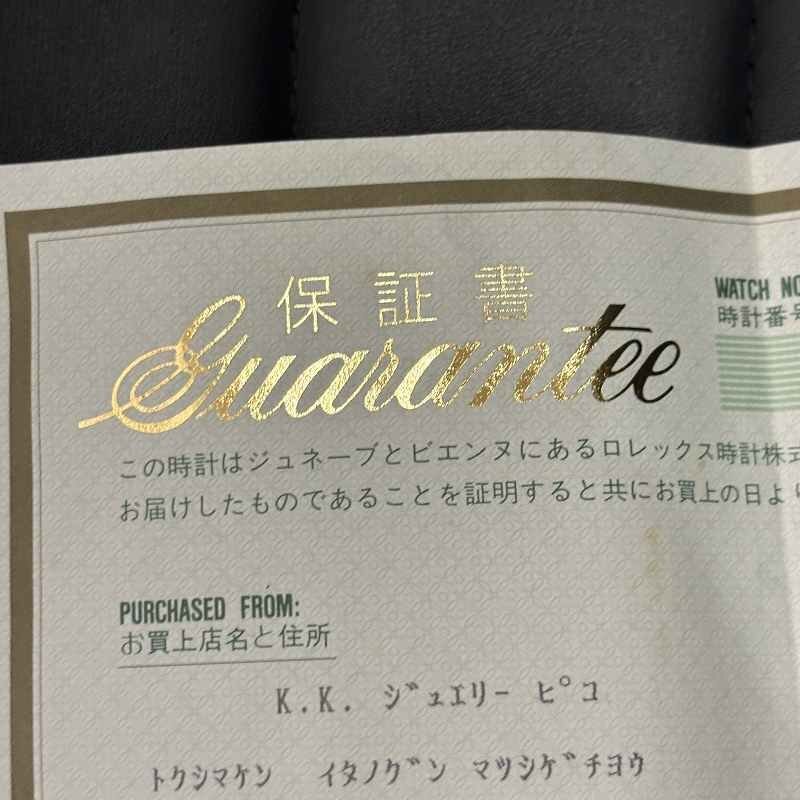 保証書
Guarantee
WATCH NO
時計番号
この時計はジュネーブとビエンヌにあるロレックス時計株式
お届けしたものであることを証明すると共にお買上の日より
PURCHASED FROM:
お買上店名と住所
K.K. ジュエリー ピコ
トクシマケン イタノグン マツシゲチヨウ